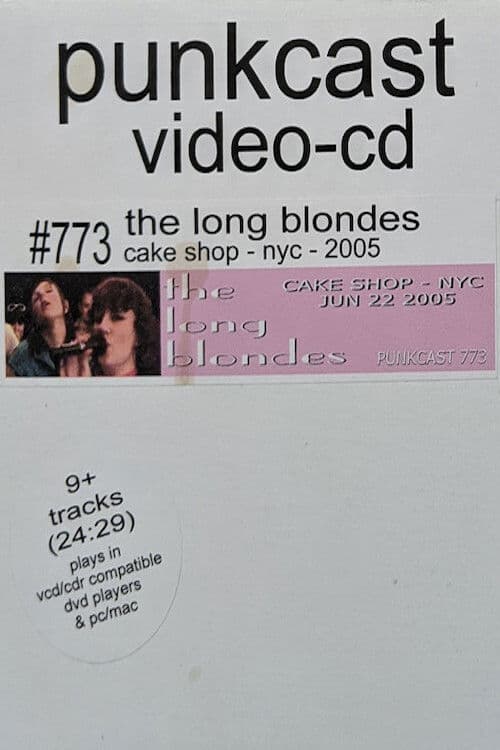 punkcast
video-cd
#773 the long blondes
cake shop - nyc - 2005
the
long
blondes
CAKE SHOP - NYC
JUN 22 2005
PUNKCAST 773
9+
tracks
(24:29)
plays in
vcd/cdr compatible
dvd players
& pc/mac